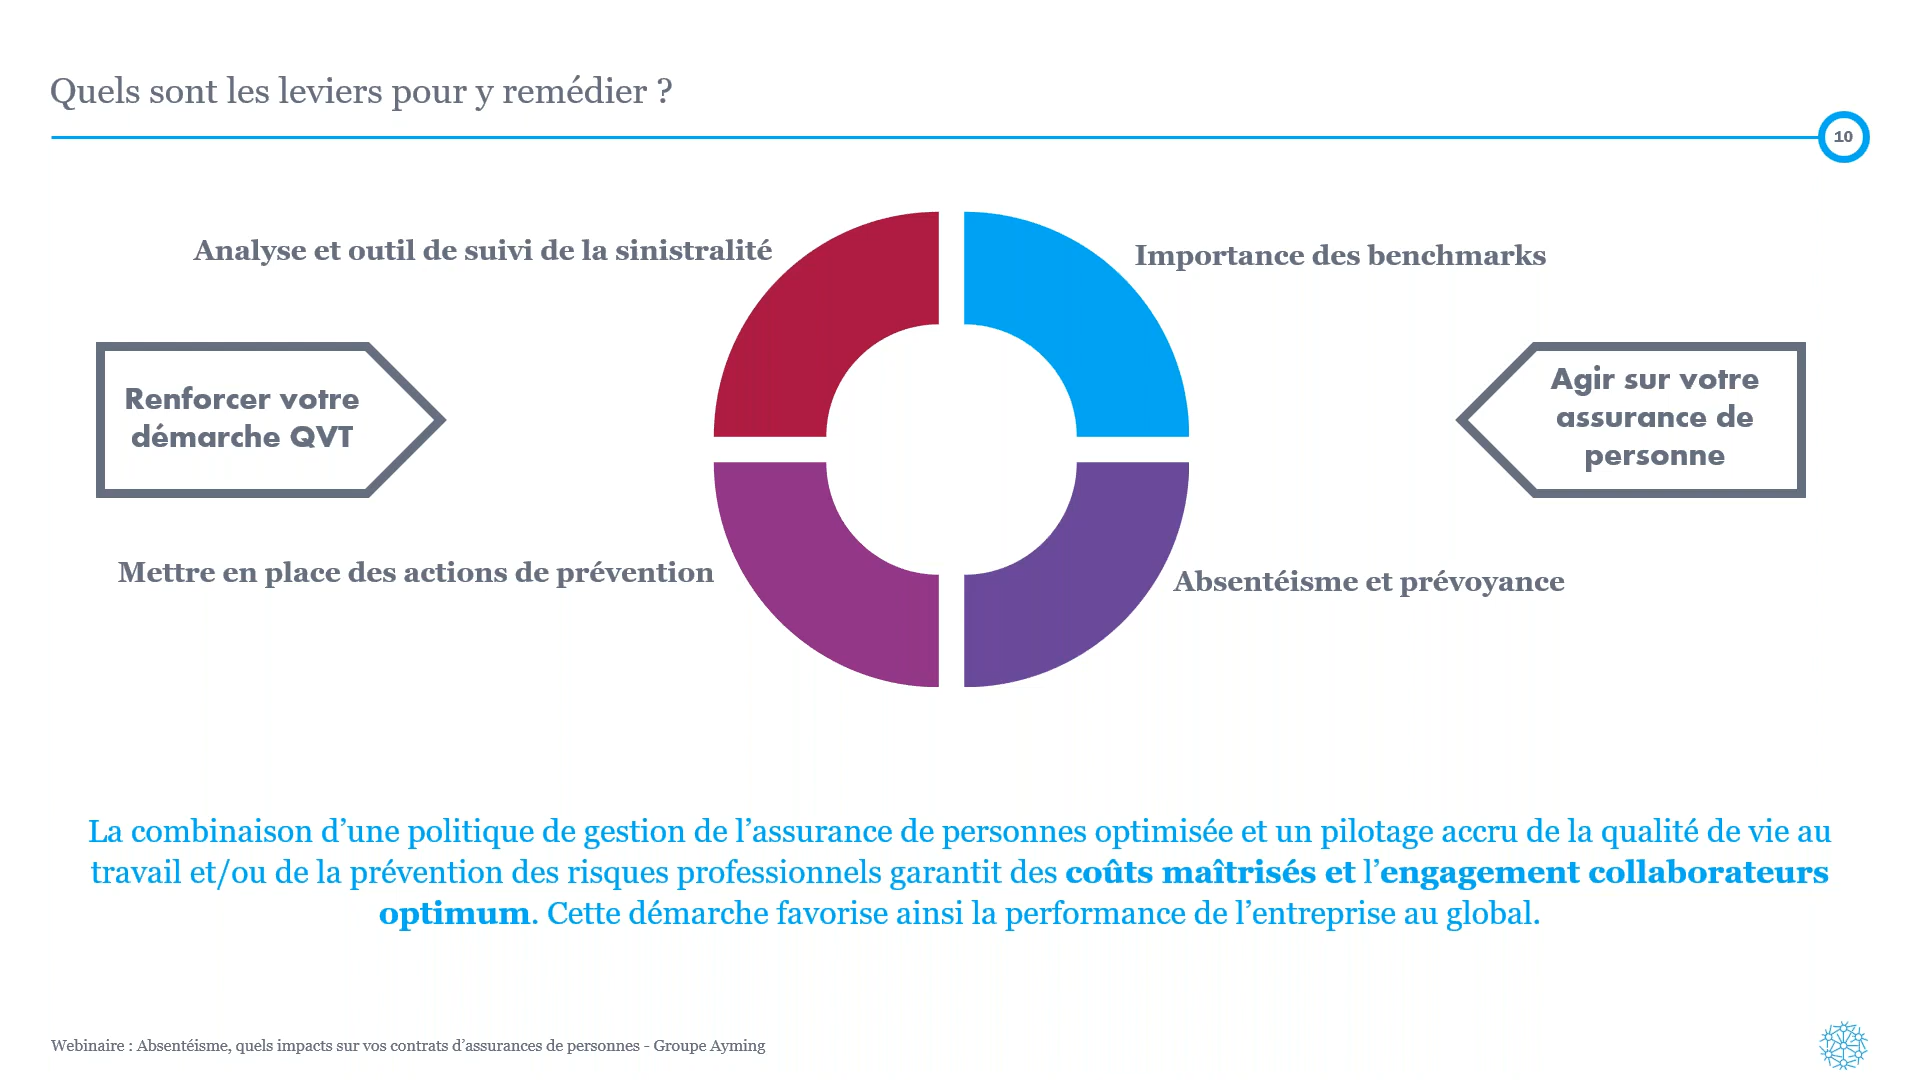 Quels sont les leviers pour y remédier ?
10
Analyse et outil de suivi de la sinistralité
Importance des benchmarks
Renforcer votre
démarche QVT
Agir sur votre
assurance de
personne
Mettre en place des actions de prévention
Absentéisme et prévoyance
La combinaison d’une politique de gestion de l’assurance de personnes optimisée et un pilotage accru de la qualité de vie au
travail et/ou de la prévention des risques professionnels garantit des coûts maîtrisés et l’engagement collaborateurs
optimum. Cette démarche favorise ainsi la performance de l’entreprise au global.
Webinaire : Absentéisme, quels impacts sur vos contrats d’assurances de personnes - Groupe Ayming